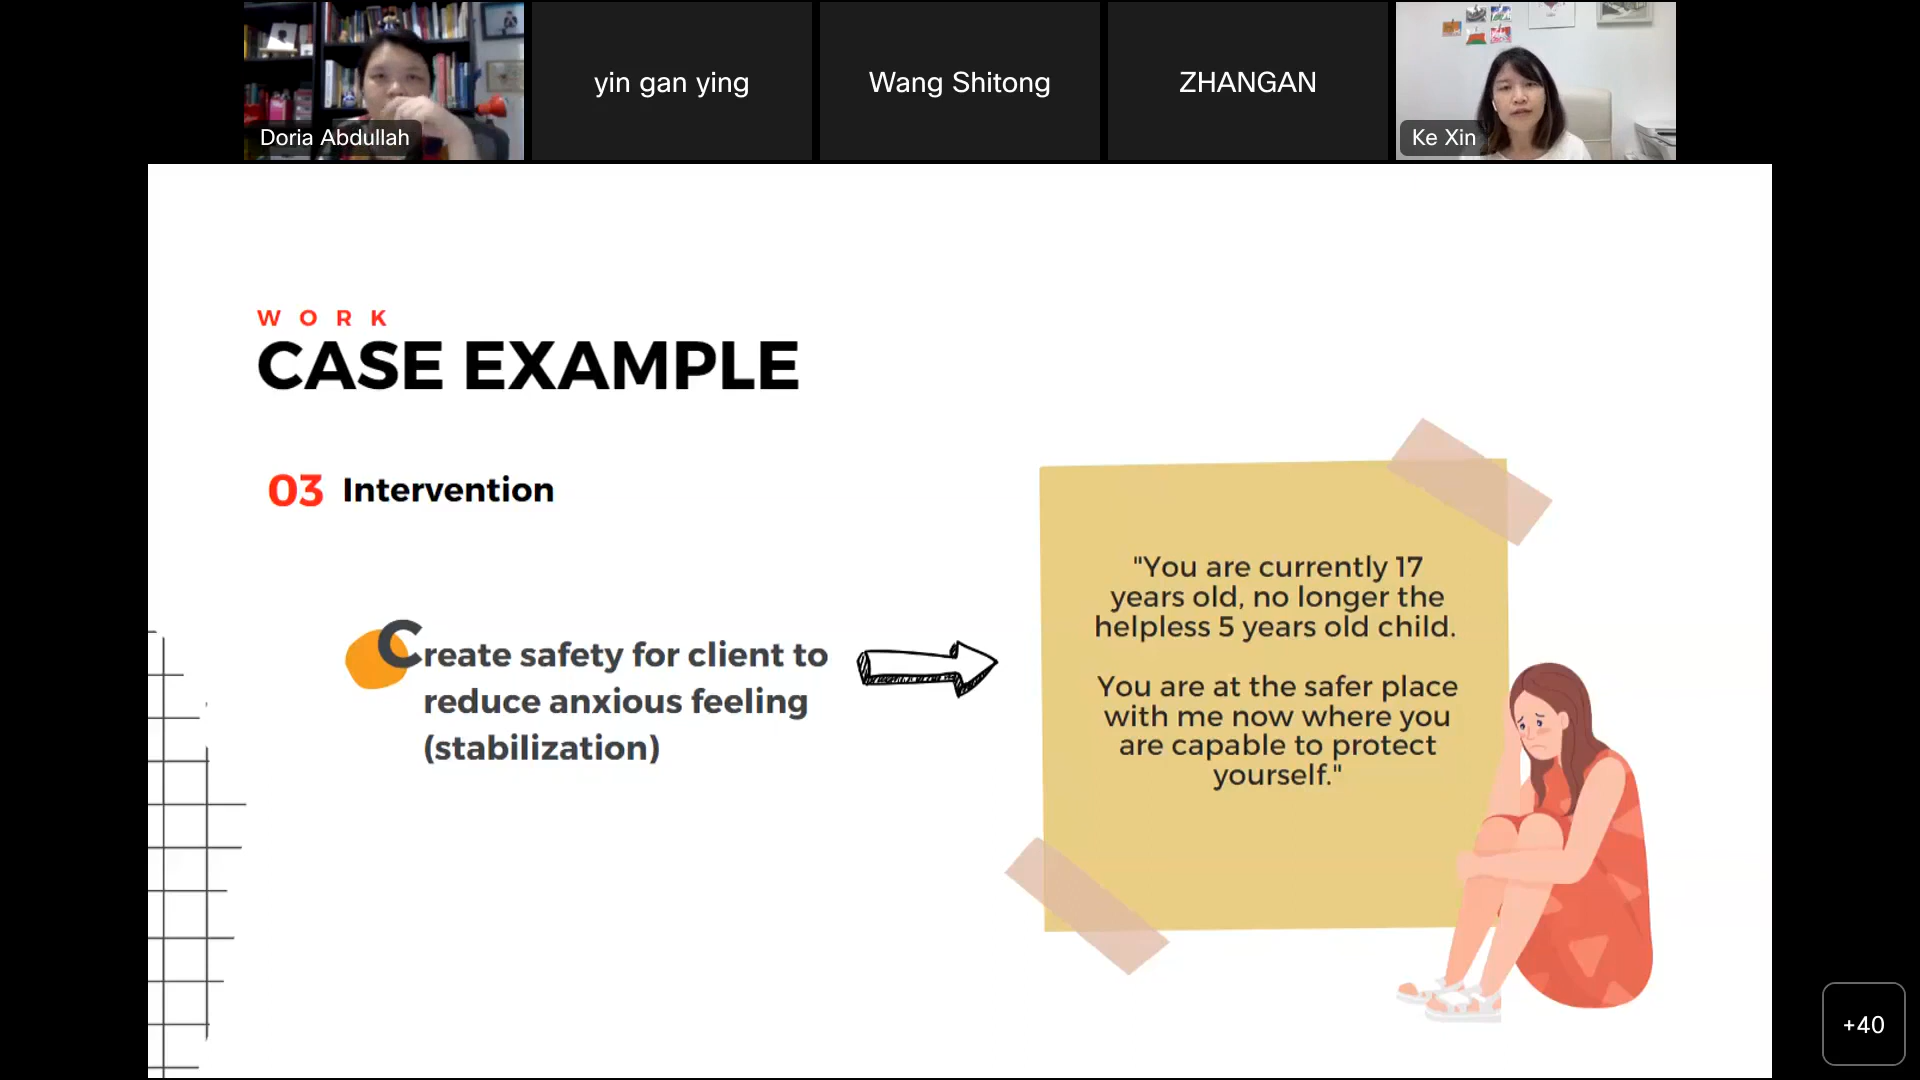 Doria Abdullah
yin gan ying
Wang Shitong
ZHANGAN
Ke Xin
WORK
CASE EXAMPLE
03 Intervention
Create safety for client to
reduce anxious feeling
(stabilization)
"You are currently 17
years old, no longer the
helpless 5 years old child.
You are at the safer place
with me now where you
are capable to protect
yourself."
+40